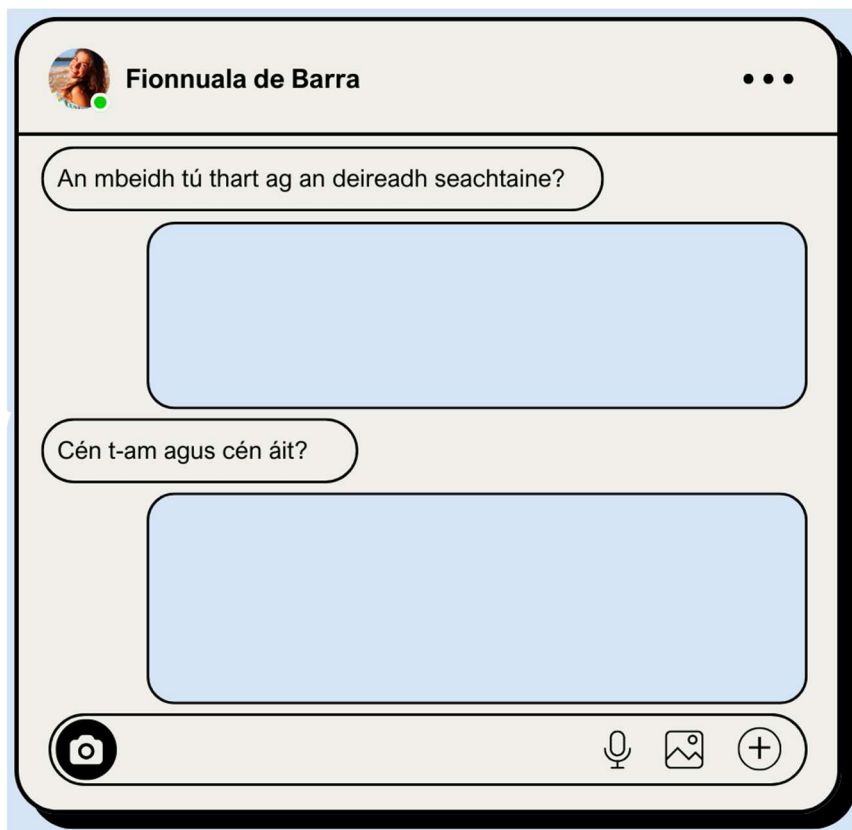 Fionnuala de Barra
An mbeidh tú thart ag an deireadh seachtaine?
Cén t-am agus cén áit?